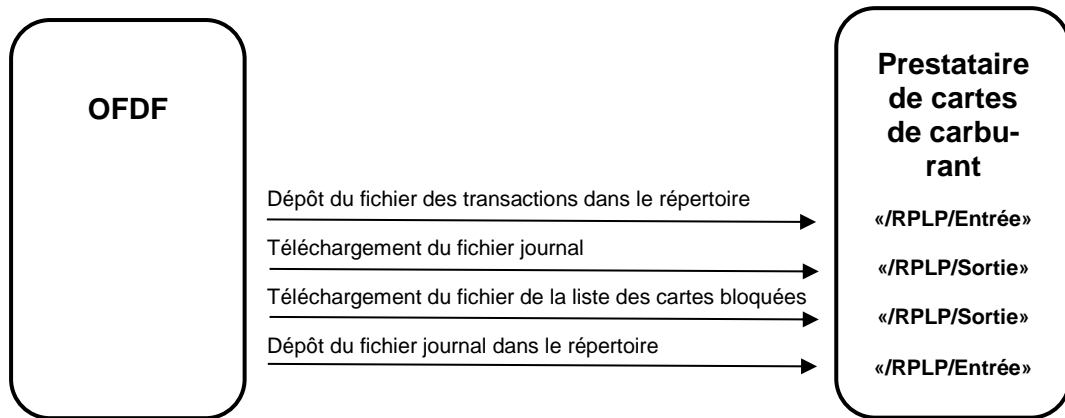 OFDF
Prestataire
de cartes
de carbu-
rant
Dépôt du fichier des transactions dans le répertoire
«/RPLP/Entrée»
Téléchargement du fichier journal
«/RPLP/Sortie»
Téléchargement du fichier de la liste des cartes bloquées
«/RPLP/Sortie»
Dépôt du fichier journal dans le répertoire
«/RPLP/Entrée»